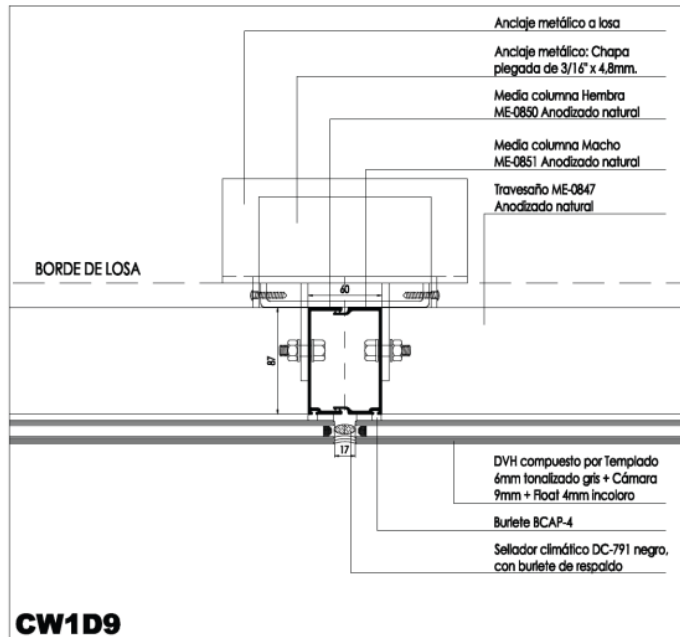 Anclaje metálico a losa
Anclaje metálico: Chapa
plegada de 3/16" x 4,8mm.
Media columna Hembra
ME-0850 Anodizado natural
Media columna Macho
ME-0851 Anodizado natural
Travesaño ME-0847
Anodizado natural
BORDE DE LOSA
60
87
17
DVH compuesto por Templado
6mm tonalizado gris + Cámara
9mm + Float 4mm incoloro
Burlete BCAP-4
Sellador climático DC-791 negro,
con burlete de respaldo
CW1D9